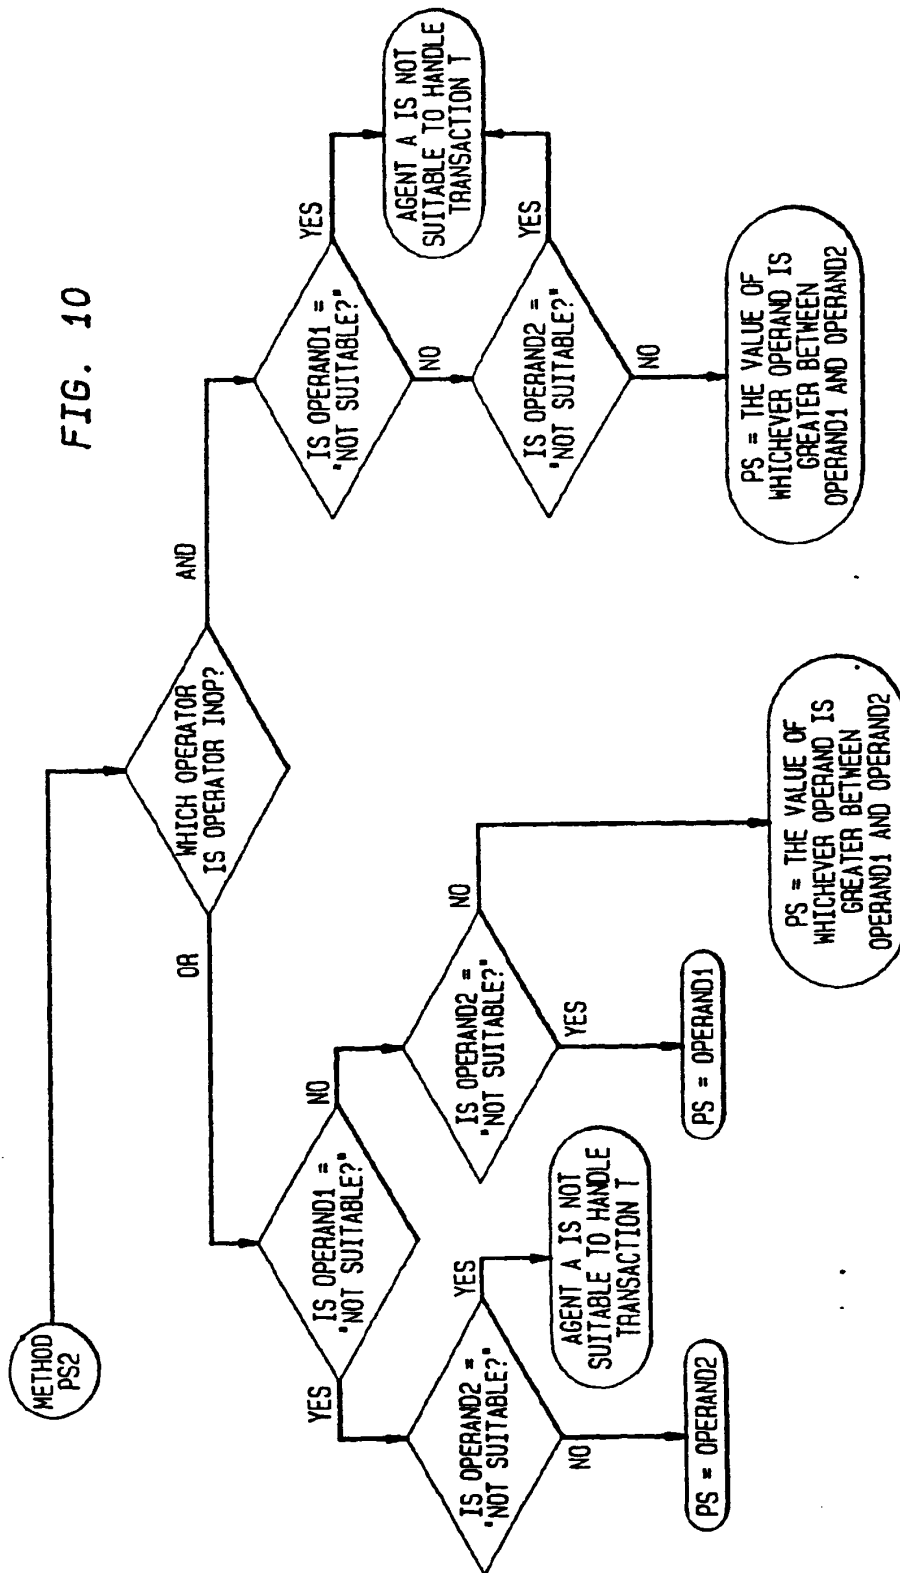 FIG. 10
METHOD
PS2
WHICH OPERATOR
IS OPERATOR INOP?
OR
AND
IS OPERAND1 =
"NOT SUITABLE?"
YES
NO
IS OPERAND2 =
"NOT SUITABLE?"
YES
NO
AGENT A IS NOT
SUITABLE TO HANDLE
TRANSACTION T
PS = OPERAND2
IS OPERAND2 =
"NOT SUITABLE?"
NO
YES
PS = OPERAND1
PS = THE VALUE OF
WHICHEVER OPERAND IS
GREATER BETWEEN
OPERAND1 AND OPERAND2
IS OPERAND1 =
"NOT SUITABLE?"
YES
NO
AGENT A IS NOT
SUITABLE TO HANDLE
TRANSACTION T
IS OPERAND2 =
"NOT SUITABLE?"
YES
NO
PS = THE VALUE OF
WHICHEVER OPERAND IS
GREATER BETWEEN
OPERAND1 AND OPERAND2